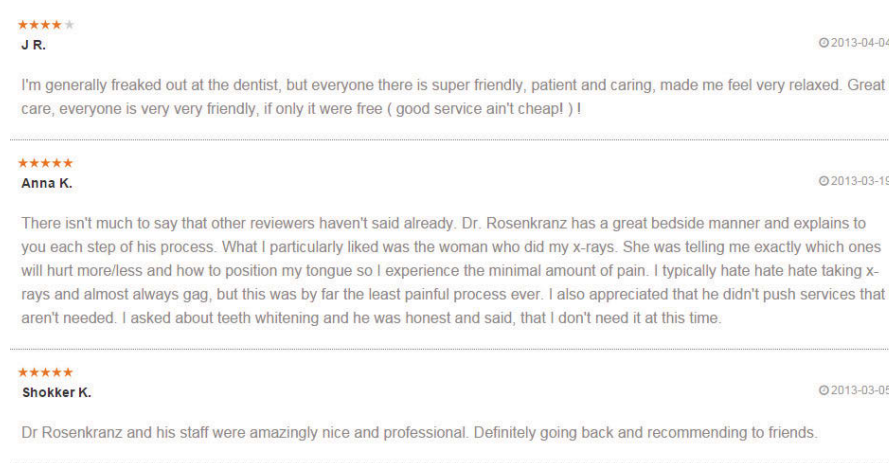 J R.
2013-04-04
I'm generally freaked out at the dentist, but everyone there is super friendly, patient and caring, made me feel very relaxed. Great
care, everyone is very very friendly, if only it were free ( good service ain't cheap! ) !
Anna K.
2013-03-19
There isn't much to say that other reviewers haven't said already. Dr. Rosenkranz has a great bedside manner and explains to
you each step of his process. What I particularly liked was the woman who did my x-rays. She was telling me exactly which ones
will hurt more/less and how to position my tongue so I experience the minimal amount of pain. I typically hate hate hate taking x-
rays and almost always gag, but this was by far the least painful process ever. I also appreciated that he didn't push services that
aren't needed. I asked about teeth whitening and he was honest and said, that I don't need it at this time.
Shokker K.
2013-03-05
Dr Rosenkranz and his staff were amazingly nice and professional. Definitely going back and recommending to friends.